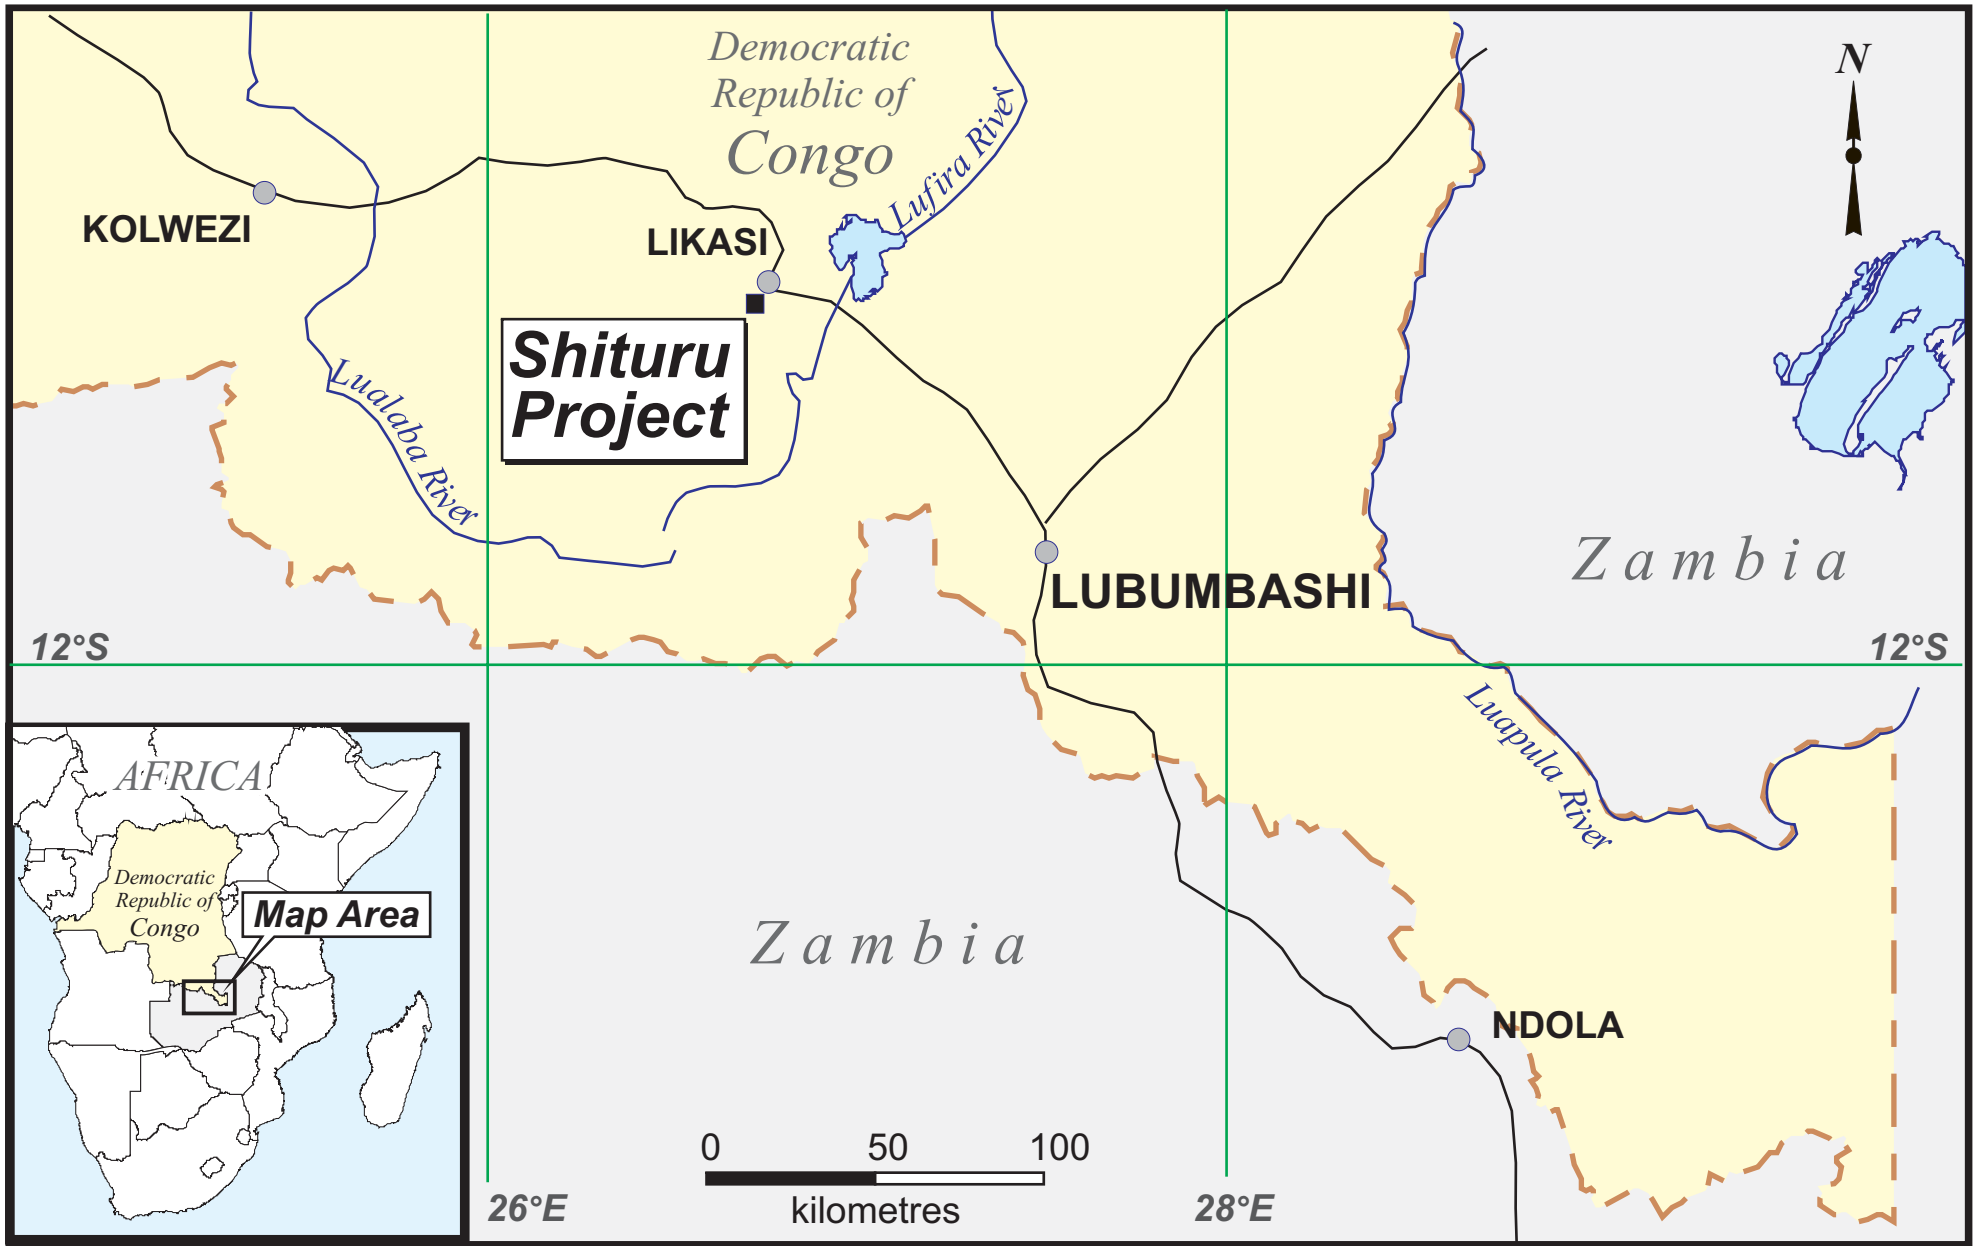 Democratic
Republic of
Congo
N
Lufira River
KOLWEZI
LIKASI
Shituru
Project
Lualaba River
Zambia
LUBUMBASHI
12°S
12°S
Luapula River
AFRICA
Democratic
Republic of
Congo
Map Area
Zambia
NDOLA
0 50 100
kilometres
26°E
28°E